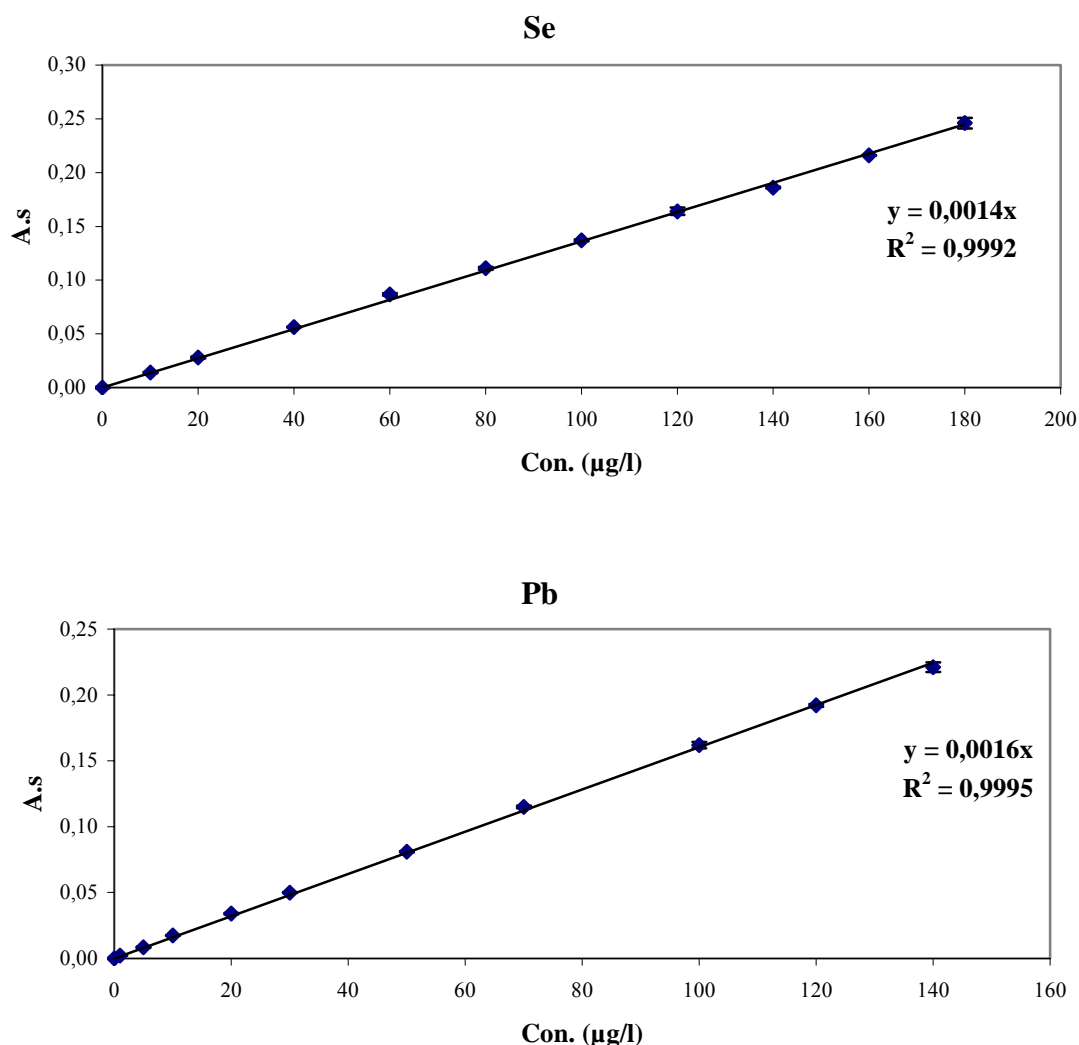 Se
0,30
0,25
0,20
0,15
0,10
0,05
0,00
A.s
y = 0,0014x
R² = 0,9992
0 20 40 60 80 100 120 140 160 180 200
Con. (µg/l)
Pb
0,25
0,20
0,15
0,10
0,05
0,00
A.s
y = 0,0016x
R² = 0,9995
0 20 40 60 80 100 120 140 160
Con. (µg/l)